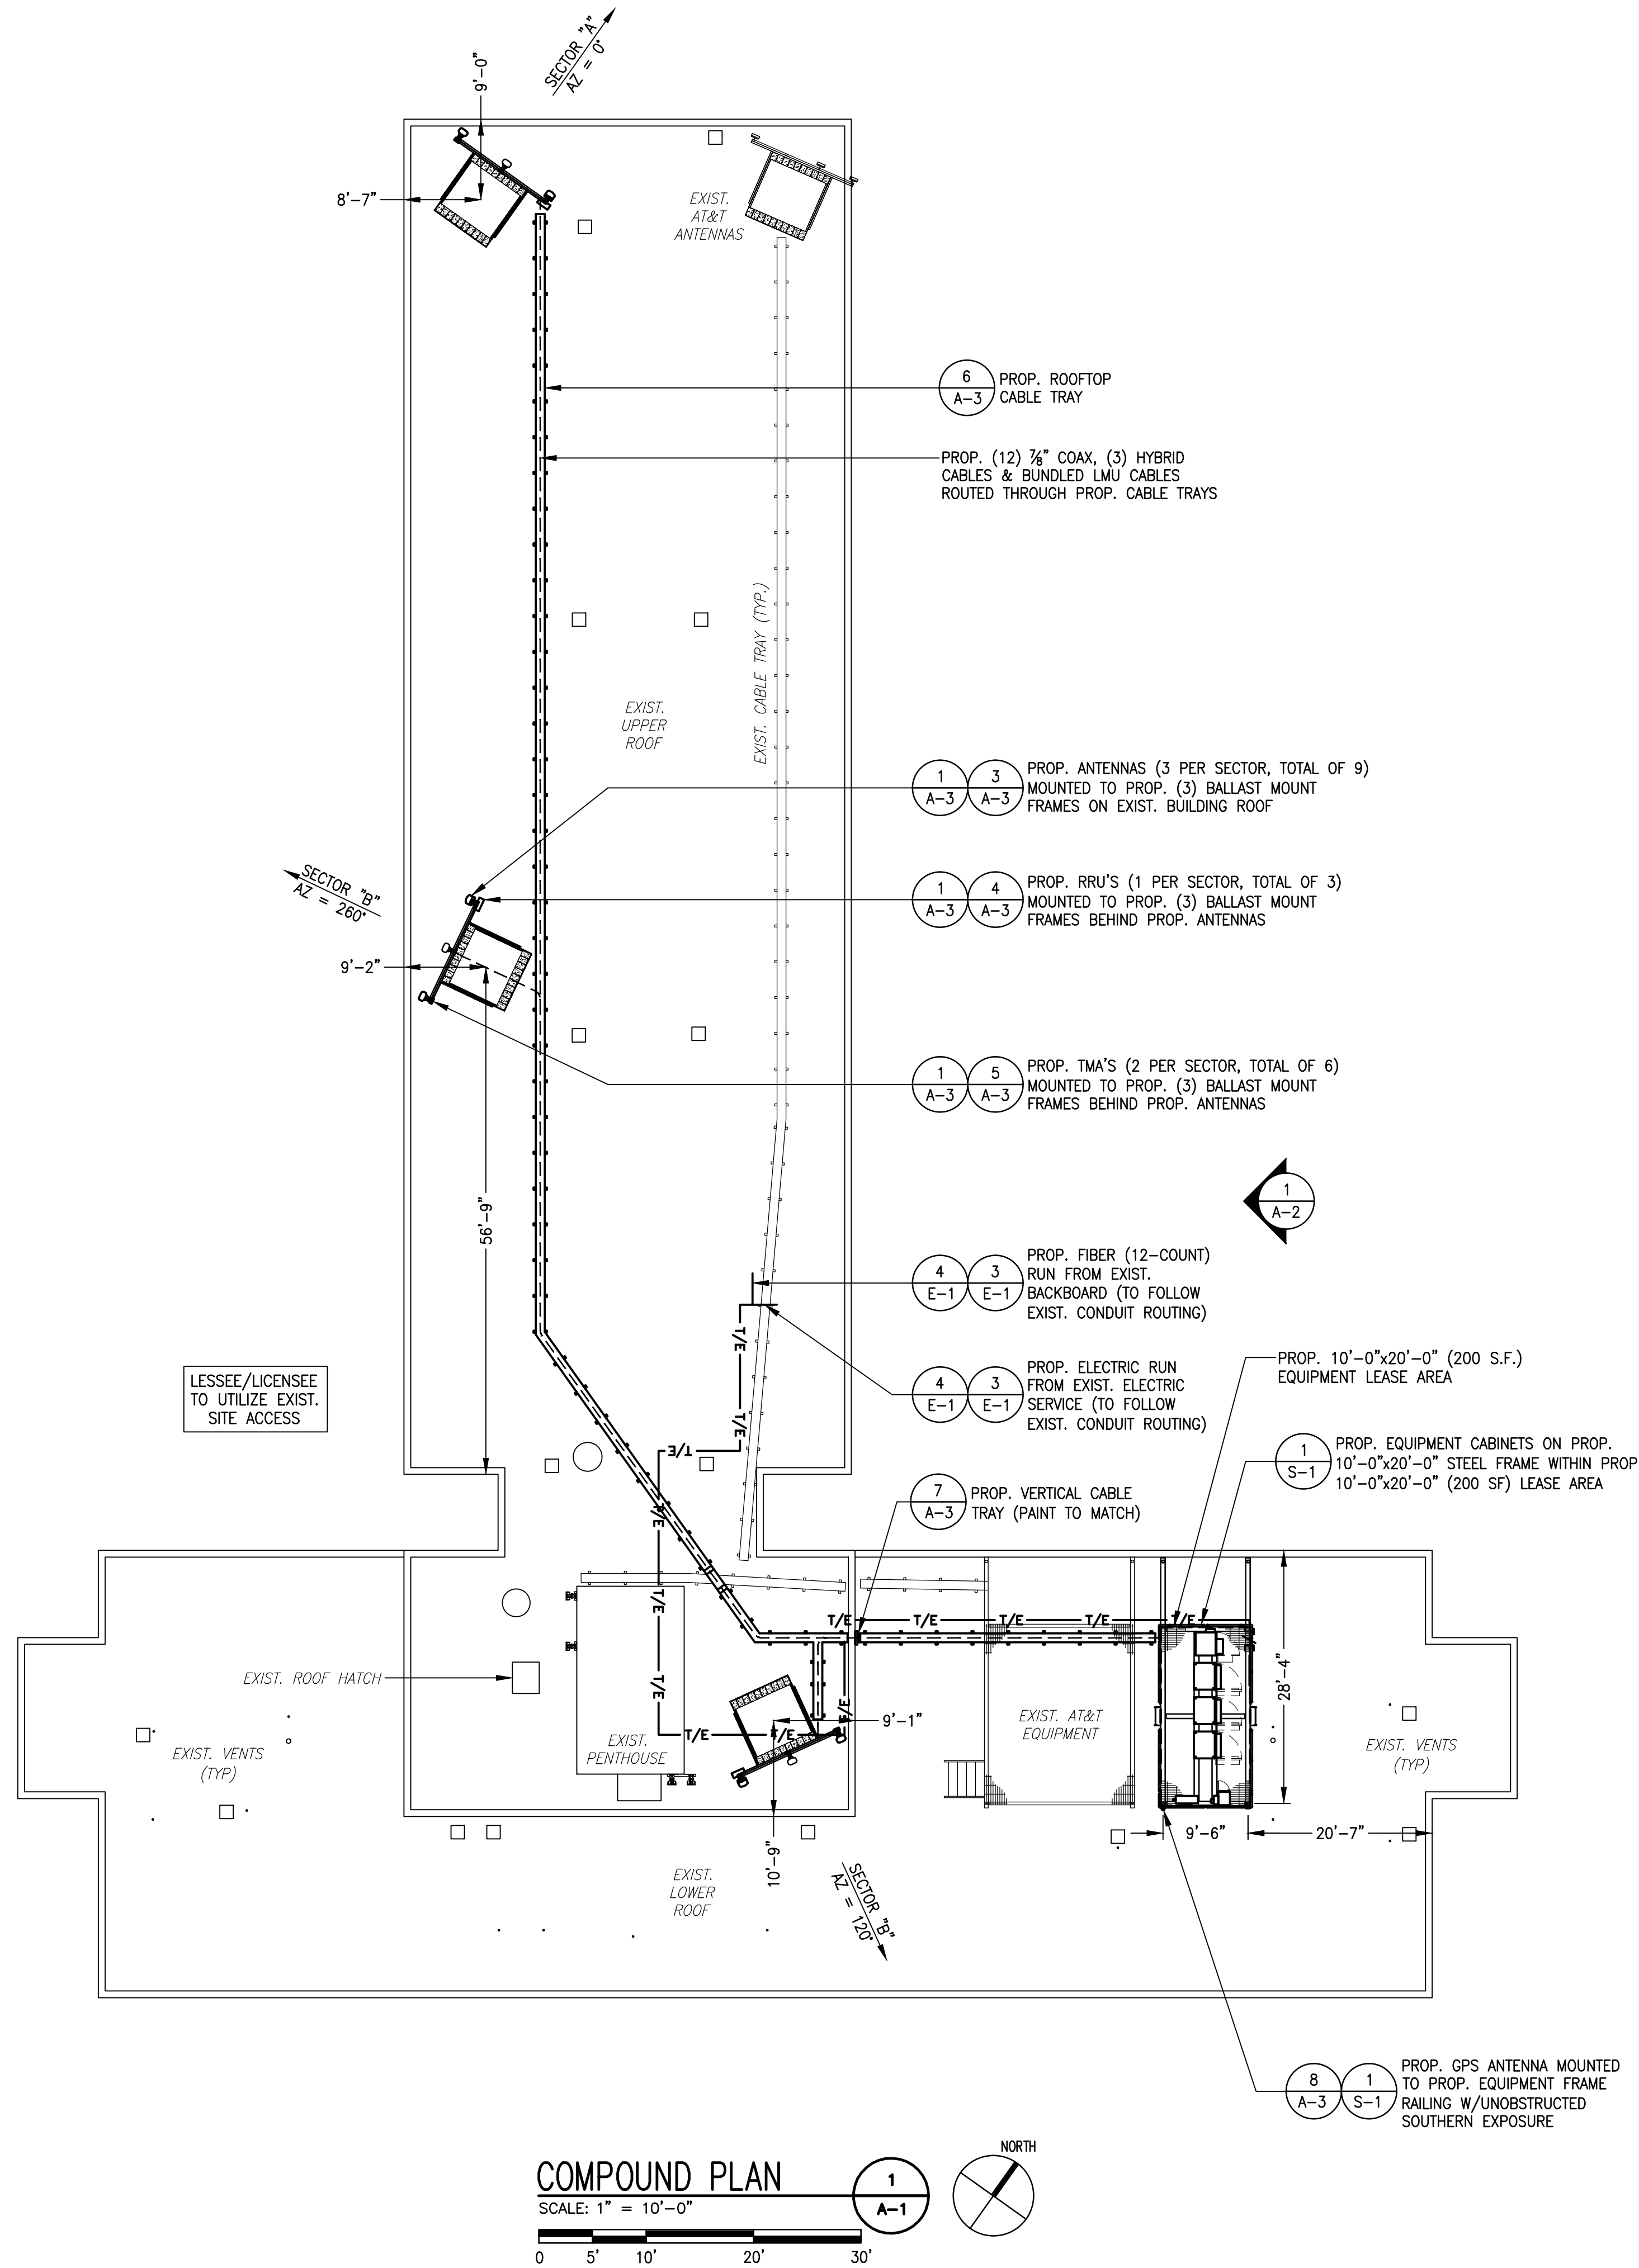 SECTOR "A"
AZ = 0°
9'-0"
8'-7"
EXIST.
AT&T
ANTENNAS
6
A-3
PROP. ROOFTOP
CABLE TRAY
PROP. (12) ⅞" COAX, (3) HYBRID
CABLES & BUNDLED LMU CABLES
ROUTED THROUGH PROP. CABLE TRAYS
EXIST. CABLE TRAY (TYP.)
EXIST.
UPPER
ROOF
1
A-3
3
A-3
PROP. ANTENNAS (3 PER SECTOR, TOTAL OF 9)
MOUNTED TO PROP. (3) BALLAST MOUNT
FRAMES ON EXIST. BUILDING ROOF
SECTOR "B"
AZ = 260°
1
A-3
4
A-3
PROP. RRU'S (1 PER SECTOR, TOTAL OF 3)
MOUNTED TO PROP. (3) BALLAST MOUNT
FRAMES BEHIND PROP. ANTENNAS
9'-2"
1
A-3
5
A-3
PROP. TMA'S (2 PER SECTOR, TOTAL OF 6)
MOUNTED TO PROP. (3) BALLAST MOUNT
FRAMES BEHIND PROP. ANTENNAS
56'-9"
1
A-2
4
E-1
3
E-1
PROP. FIBER (12-COUNT)
RUN FROM EXIST.
BACKBOARD (TO FOLLOW
EXIST. CONDUIT ROUTING)
T/E
T/E
T/E
4
E-1
3
E-1
PROP. ELECTRIC RUN
FROM EXIST. ELECTRIC
SERVICE (TO FOLLOW
EXIST. CONDUIT ROUTING)
PROP. 10'-0"x20'-0" (200 S.F.)
EQUIPMENT LEASE AREA
LESSEE/LICENSEE
TO UTILIZE EXIST.
SITE ACCESS
1
S-1
PROP. EQUIPMENT CABINETS ON PROP.
10'-0"x20'-0" STEEL FRAME WITHIN PROP
10'-0"x20'-0" (200 SF) LEASE AREA
7
A-3
PROP. VERTICAL CABLE
TRAY (PAINT TO MATCH)
T/E
T/E
T/E
T/E
T/E
T/E
T/E
T/E
T/E
T/E
T/E
T/E
EXIST. ROOF HATCH
28'-4"
9'-1"
EXIST. AT&T
EQUIPMENT
EXIST.
PENTHOUSE
EXIST. VENTS
(TYP)
EXIST. VENTS
(TYP)
9'-6"
20'-7"
10'-9"
EXIST.
LOWER
ROOF
SECTOR "B"
AZ = 120°
8
A-3
1
S-1
PROP. GPS ANTENNA MOUNTED
TO PROP. EQUIPMENT FRAME
RAILING W/UNOBSTRUCTED
SOUTHERN EXPOSURE
COMPOUND PLAN
SCALE: 1" = 10'-0"
1
A-1
NORTH
0 5' 10' 20' 30'